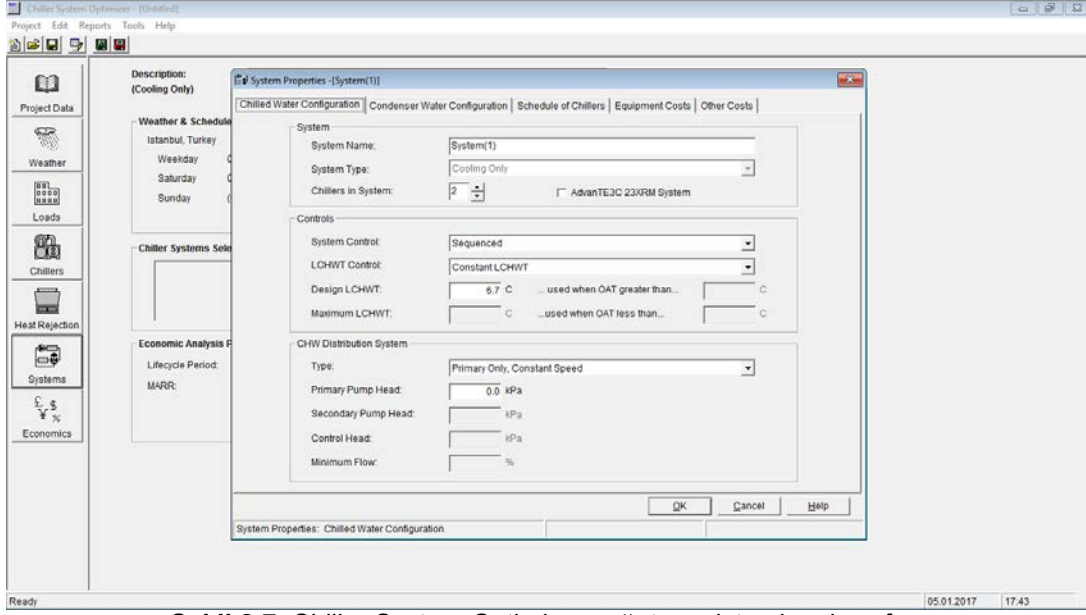 Chiller System Optimizer - [Untitled]
Project Edit Reports Tools Help
Project Data
Weather
Loads
Chillers
Heat Rejection
Systems
Economics
Description:
(Cooling Only)
Weather & Schedule
Istanbul, Turkey
Weekday
Saturday
Sunday
Chiller Systems Sele
Economic Analysis P
Lifecycle Period:
MARR:
System Properties -[System(1)]
Chilled Water Configuration Condenser Water Configuration Schedule of Chillers Equipment Costs Other Costs
System
System Name: System(1)
System Type: Cooling Only
Chillers in System: 2 AdvanTE3C 23XRM System
Controls
System Control: Sequenced
LCHWT Control: Constant LCHWT
Design LCHWT: 6.7 C ... used when OAT greater than... C
Maximum LCHWT: C ...used when OAT less than... C
CHW Distribution System
Type: Primary Only, Constant Speed
Primary Pump Head: 0.0 kPa
Secondary Pump Head: kPa
Control Head: kPa
Minimum Flow: %
OK Cancel Help
System Properties: Chilled Water Configuration
Ready 05.01.2017 17:43